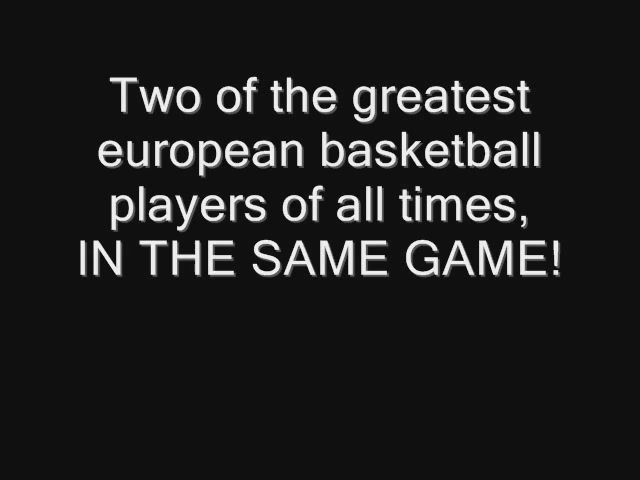 Two of the greatest
european basketball
players of all times,
IN THE SAME GAME!